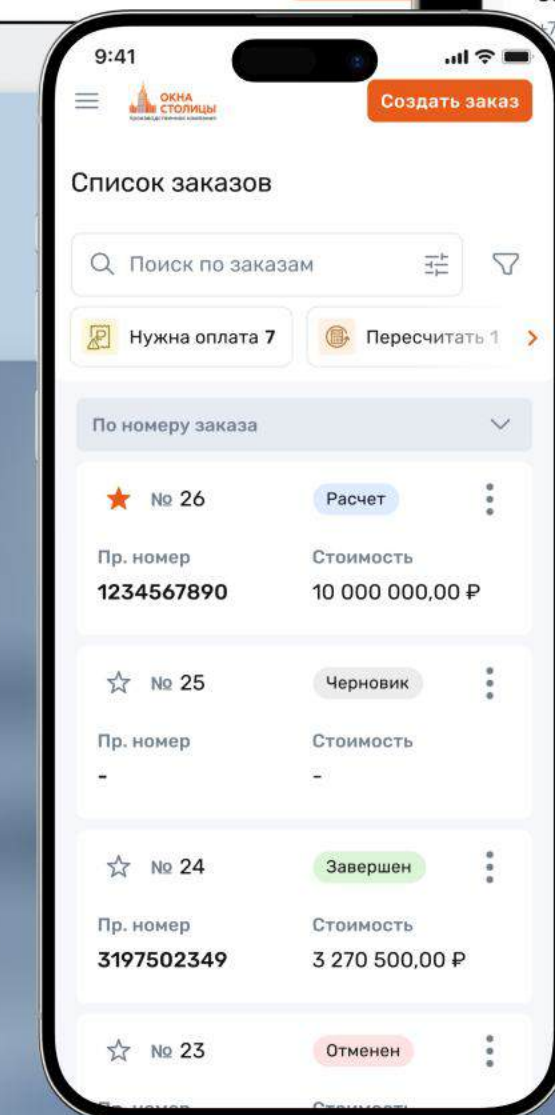 9:41
ОКНА
СТОЛИЦЫ
Создать заказ
Список заказов
Поиск по заказам
Нужна оплата 7
Пересчитать 1
По номеру заказа
№ 26
Расчет
Пр. номер
Стоимость
1234567890
10 000 000,00 ₽
№ 25
Черновик
Пр. номер
Стоимость
-
-
№ 24
Завершен
Пр. номер
Стоимость
3197502349
3 270 500,00 ₽
№ 23
Отменен